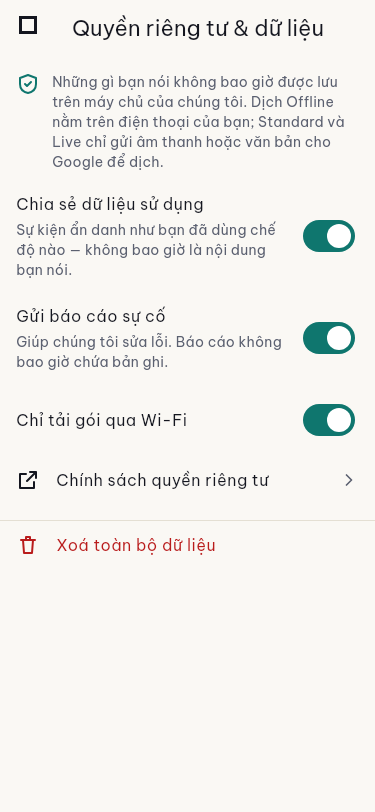 Quyền riêng tư & dữ liệu
Những gì bạn nói không bao giờ được lưu
trên máy chủ của chúng tôi. Dịch Offline
nằm trên điện thoại của bạn; Standard và
Live chỉ gửi âm thanh hoặc văn bản cho
Google để dịch.
Chia sẻ dữ liệu sử dụng
Sự kiện ẩn danh như bạn đã dùng chế
độ nào — không bao giờ là nội dung
bạn nói.
Gửi báo cáo sự cố
Giúp chúng tôi sửa lỗi. Báo cáo không
bao giờ chứa bản ghi.
Chỉ tải gói qua Wi-Fi
Chính sách quyền riêng tư
Xoá toàn bộ dữ liệu